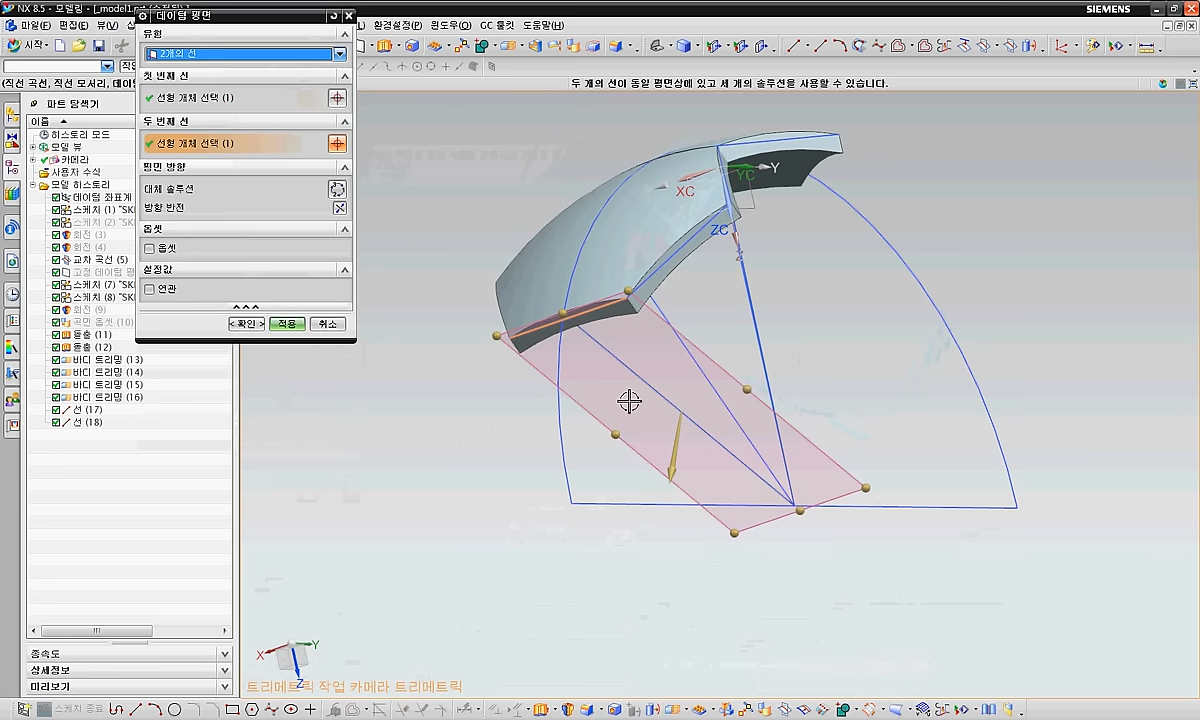 NX 8.5 - 모델링 - [_model1.prt
SIEMENS
파일(F) 편집(E) 뷰(V)
환경설정(P) 윈도우(O) GC 툴킷 도움말(H)
시작
(직선 곡선, 직선 모서리, 데이터
두 개의 선이 동일 평면상에 있고 세 개의 솔루션을 사용할 수 있습니다.
데이텀 평면
유형
2개의 선
첫 번째 선
선형 개체 선택 (1)
두 번째 선
선형 개체 선택 (1)
평면 방향
대체 솔루션
방향 반전
옵셋
옵셋
설정값
연관
< 확인 >
적용
취소
파트 탐색기
이름
히스토리 모드
모델 뷰
카메라
사용자 수식
모델 히스토리
데이텀 좌표계
스케치 (1) "SK
스케치 (2) "SK
회전 (3)
회전 (4)
교차 곡선 (5)
고정 데이텀 평
스케치 (7) "SK
스케치 (8) "SK
회전 (9)
곡면 옵셋 (10)
돌출 (11)
돌출 (12)
바디 트리밍 (13)
바디 트리밍 (14)
바디 트리밍 (15)
바디 트리밍 (16)
선 (17)
선 (18)
종속도
상세정보
미리보기
XC
YC
Y
ZC
Z
X
Y
Z
트리메트릭 작업 카메라 트리메트릭
스케치 종료